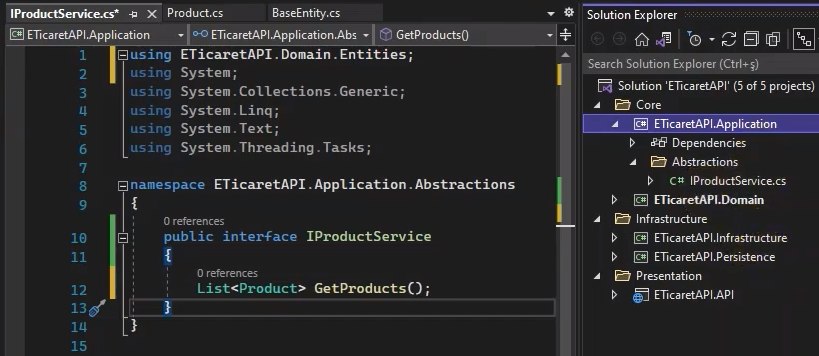 IProductService.cs*
Product.cs
BaseEntity.cs
ETicaretAPI.Application
ETicaretAPI.Application.Abs
GetProducts()
1 using ETicaretAPI.Domain.Entities;
2 using System;
3 using System.Collections.Generic;
4 using System.Linq;
5 using System.Text;
6 using System.Threading.Tasks;
7
8 namespace ETicaretAPI.Application.Abstractions
9 {
0 references
10 public interface IProductService
11 {
0 references
12 List<Product> GetProducts();
13 }
14 }
15
Solution Explorer
Search Solution Explorer (Ctrl+ş)
Solution 'ETicaretAPI' (5 of 5 projects)
Core
C# ETicaretAPI.Application
Dependencies
Abstractions
C# IProductService.cs
C# ETicaretAPI.Domain
Infrastructure
C# ETicaretAPI.Infrastructure
C# ETicaretAPI.Persistence
Presentation
ETicaretAPI.API